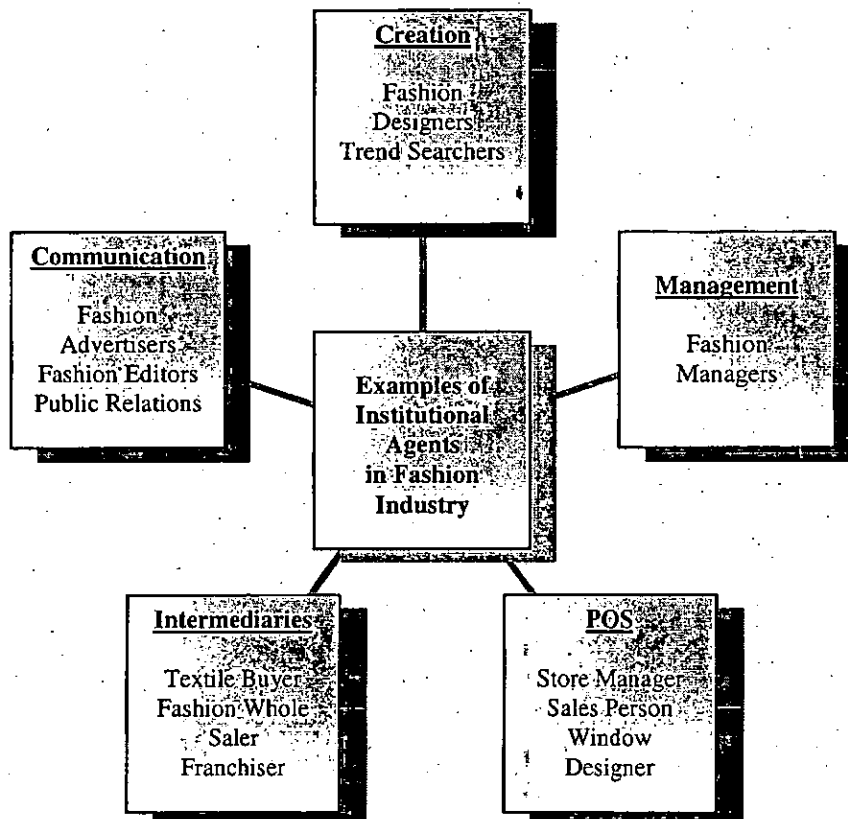 Creation
Fashion
Designers
Trend Searchers
Communication
Fashion
Advertisers
Fashion Editors
Public Relations
Management
Fashion
Managers
Examples of
Institutional
Agents
in Fashion
Industry
Intermediaries
Textile Buyer
Fashion Whole
Saler
Franchiser
POS
Store Manager
Sales Person
Window
Designer